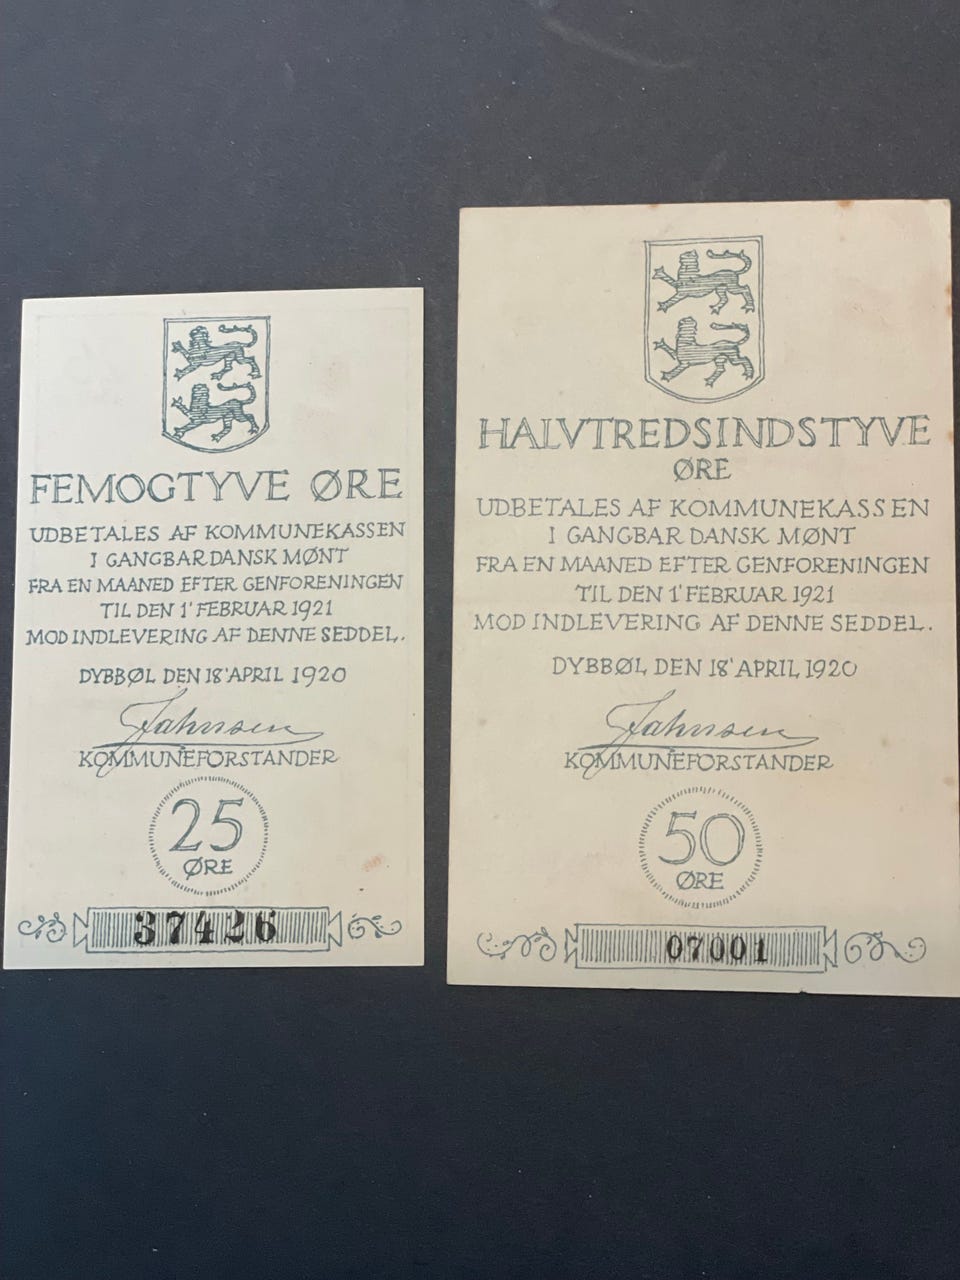 FEMOGTYVE ØRE
UDBETALES AF KOMMUNEKASSEN
I GANGBAR DANSK MØNT
FRA EN MAANED EFTER GENFORENINGEN
TIL DEN 1' FEBRUAR 1921
MOD INDLEVERING AF DENNE SEDDEL.
DYBBØL DEN 18' APRIL 1920
KOMMUNEFORSTANDER
25
ØRE
37426
HALVTREDSINDSTYVE
ØRE
UDBETALES AF KOMMUNEKASSEN
I GANGBAR DANSK MØNT
FRA EN MAANED EFTER GENFORENINGEN
TIL DEN 1' FEBRUAR 1921
MOD INDLEVERING AF DENNE SEDDEL.
DYBBØL DEN 18' APRIL 1920
KOMMUNEFORSTANDER
50
ØRE
07001